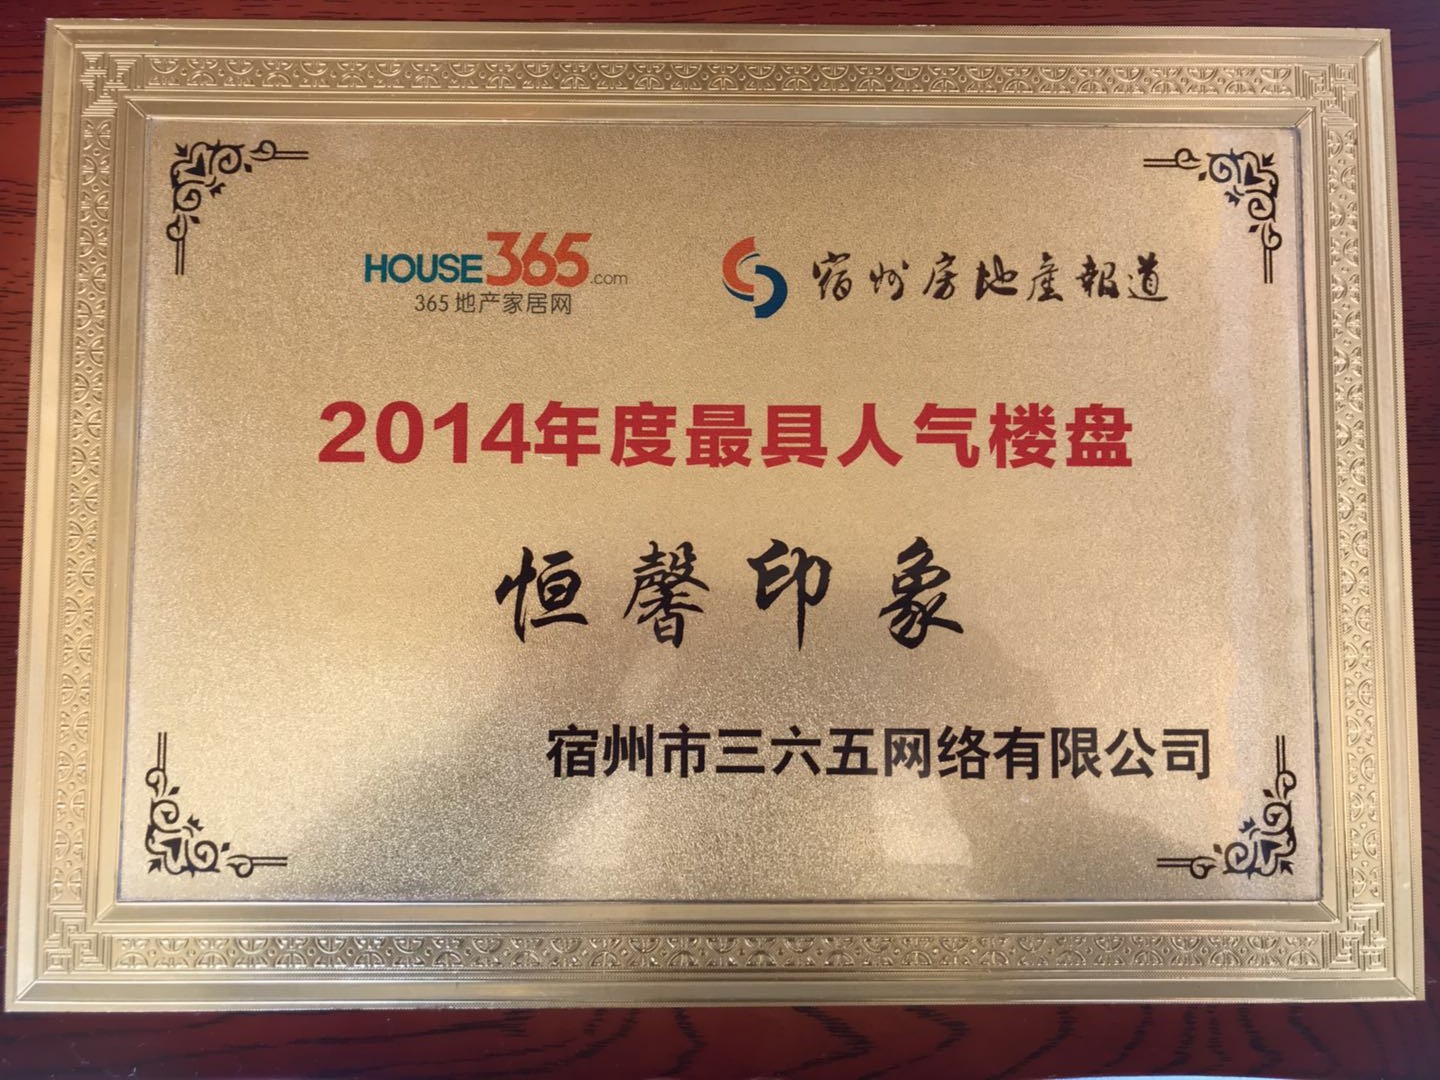 HOUSE365.com
365地产家居网
宿州房地產報道
2014年度最具人气楼盘
恒馨印象
宿州市三六五网络有限公司